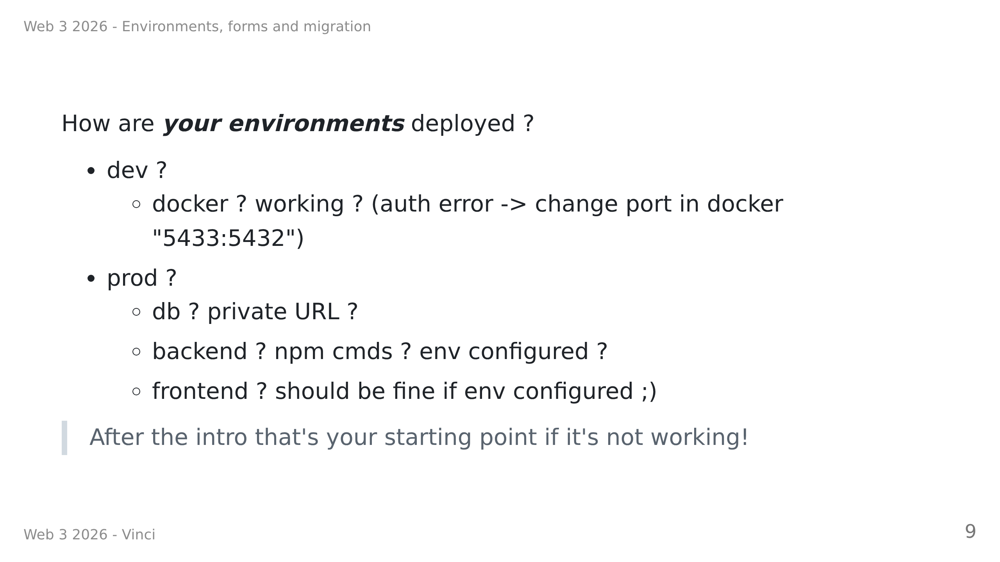 Web 3 2026 - Environments, forms and migration
How are your environments deployed ?
• dev ?
○ docker ? working ? (auth error -> change port in docker
"5433:5432")
• prod ?
○ db ? private URL ?
○ backend ? npm cmds ? env configured ?
○ frontend ? should be fine if env configured ;)
After the intro that's your starting point if it's not working!
Web 3 2026 - Vinci
9